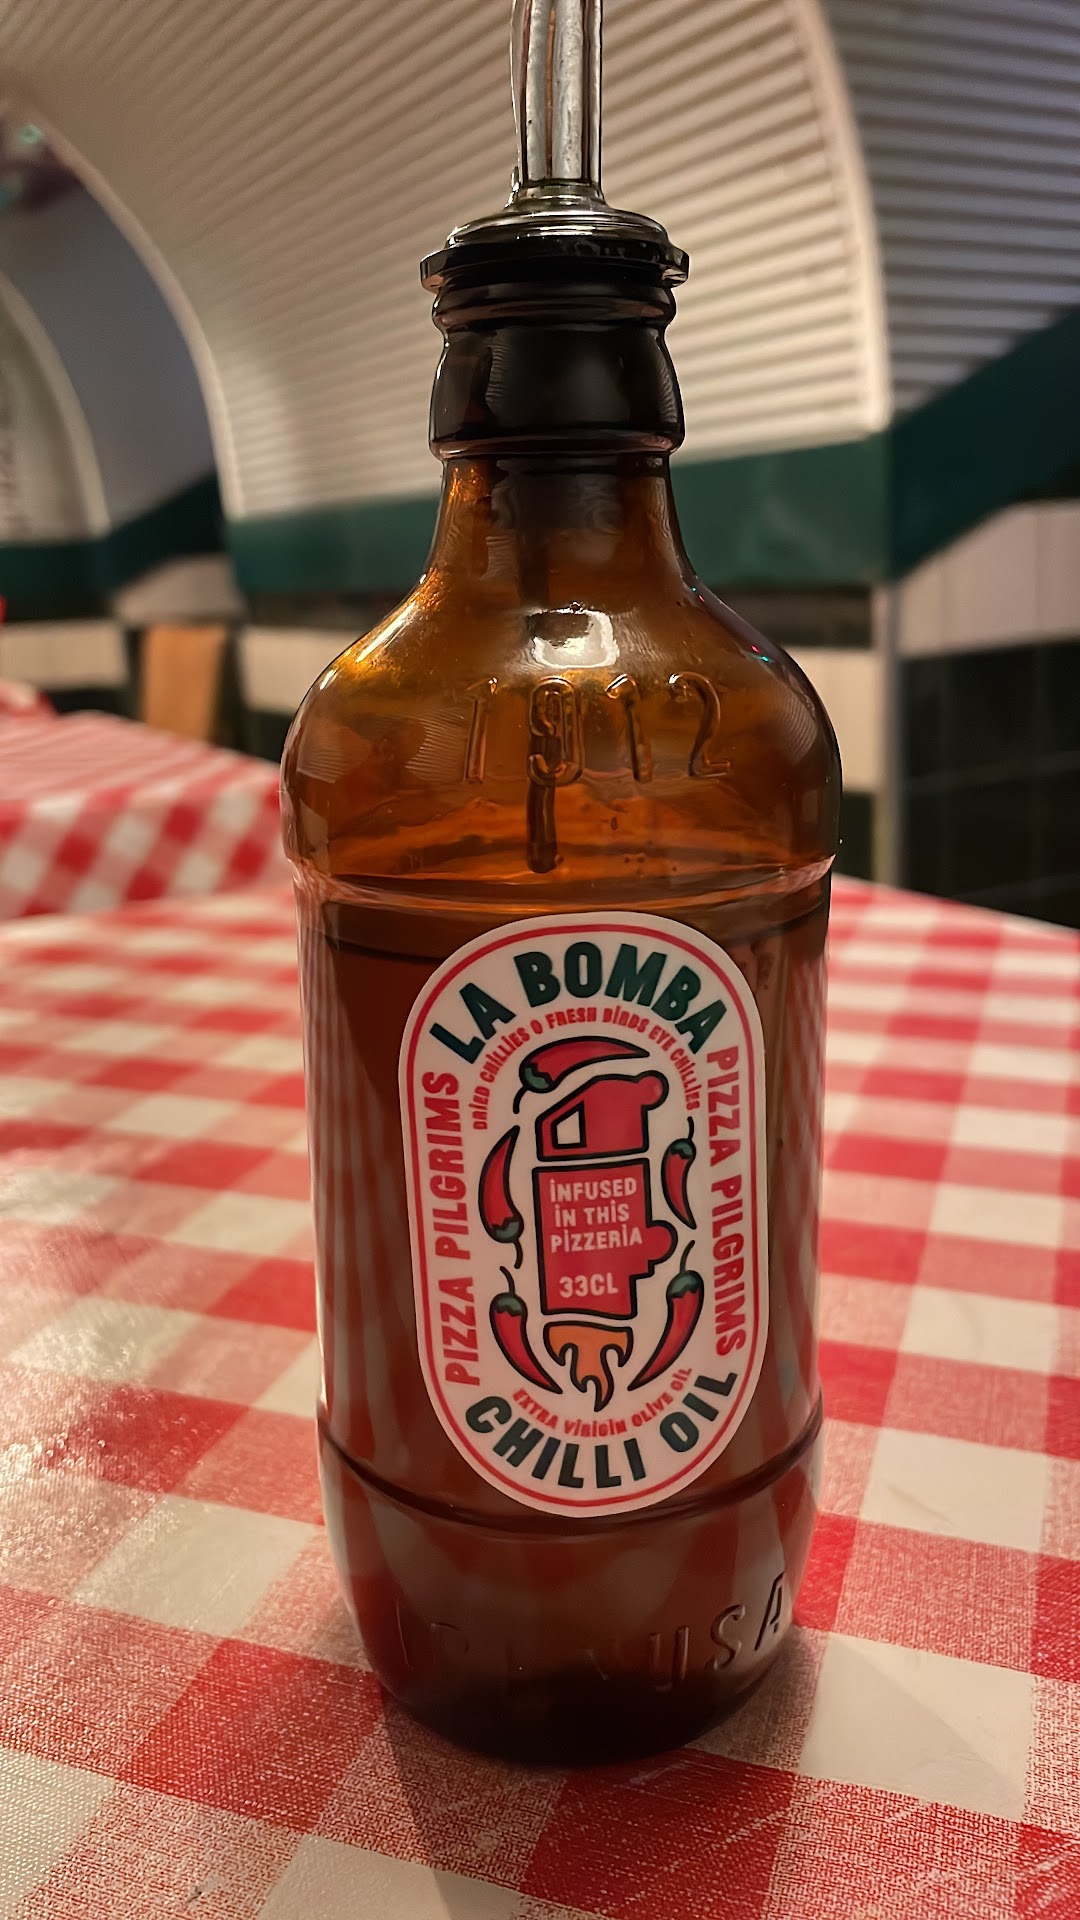 1912
LA BOMBA
DRIED CHILLIES & FRESH BIRDS EYE CHILLIES
PIZZA PILGRIMS
PIZZA PILGRIMS
INFUSED
IN THIS
PIZZERIA
33CL
EXTRA VIRIGIN OLIVE OIL
CHILLI OIL